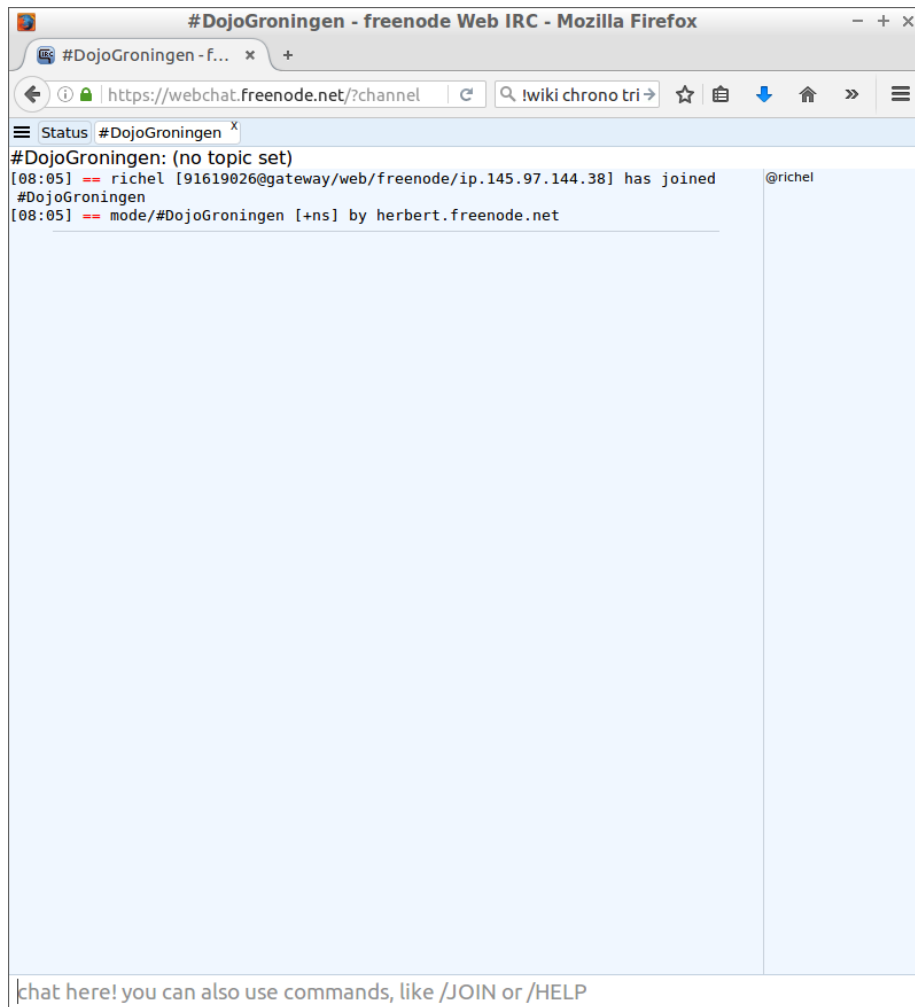 #DojoGroningen - freenode Web IRC - Mozilla Firefox
#DojoGroningen - f...
https://webchat.freenode.net/?channel
!wiki chrono tri
Status #DojoGroningen X
#DojoGroningen: (no topic set)
[08:05] == richel [91619026@gateway/web/freenode/ip.145.97.144.38] has joined
#DojoGroningen
[08:05] == mode/#DojoGroningen [+ns] by herbert.freenode.net
@richel
chat here! you can also use commands, like /JOIN or /HELP